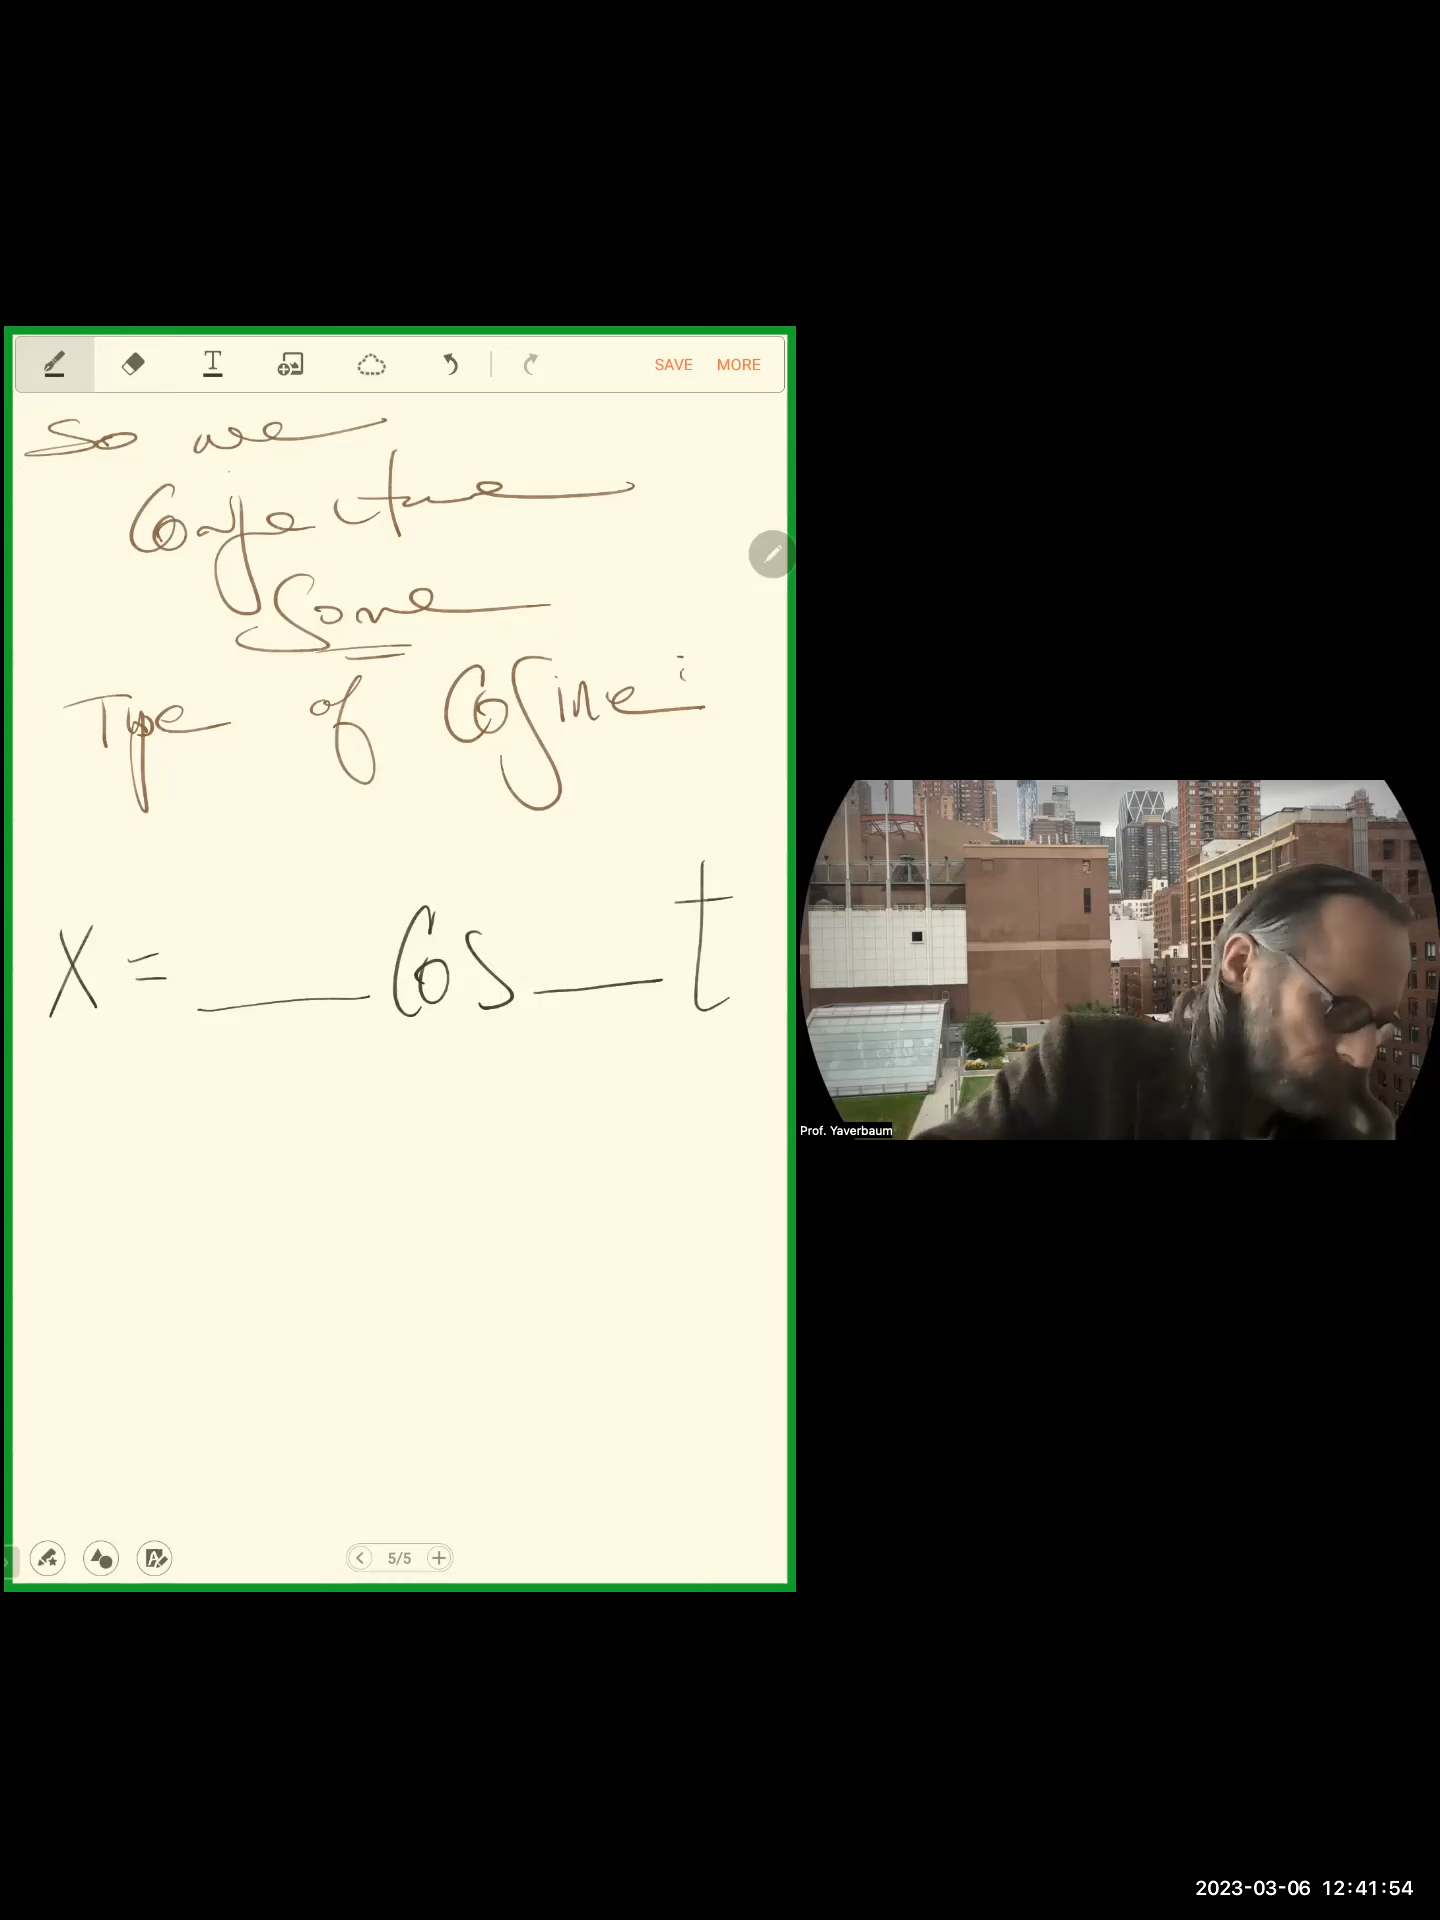 T
SAVE
MORE
So we
Conjecture
Some
Type of Cosine:
x = ___ Cos ___ t
Prof. Yaverbaum
A
5/5
2023-03-06 12:41:54